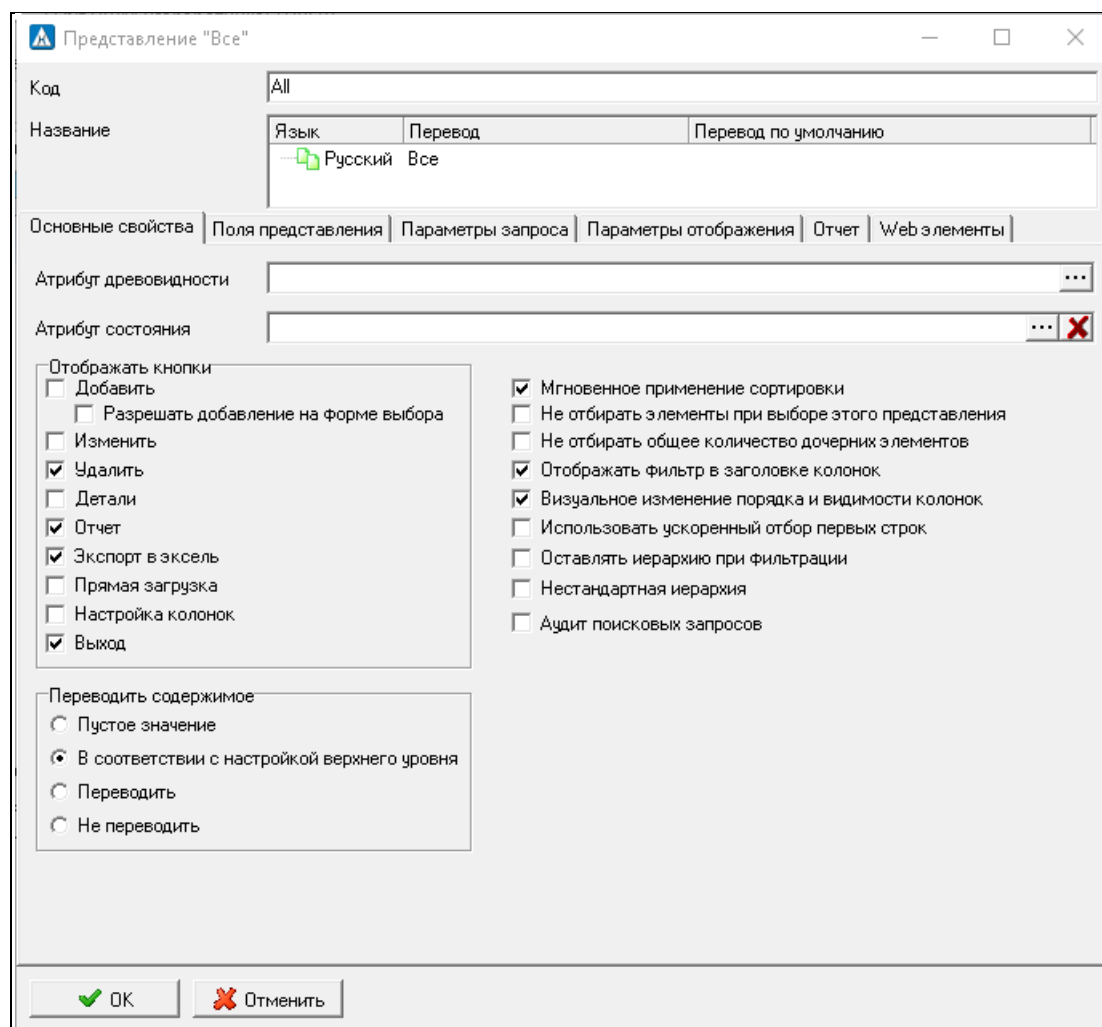 Представление "Все"
Код
All
Название
Язык Перевод Перевод по умолчанию
Русский Все
Основные свойства Поля представления Параметры запроса Параметры отображения Отчет Web элементы
Атрибут древовидности ...
Атрибут состояния ...
Отображать кнопки
Добавить Мгновенное применение сортировки
Разрешать добавление на форме выбора Не отбирать элементы при выборе этого представления
Изменить Не отбирать общее количество дочерних элементов
Удалить Отображать фильтр в заголовке колонок
Детали Визуальное изменение порядка и видимости колонок
Отчет Использовать ускоренный отбор первых строк
Экспорт в эксель Оставлять иерархию при фильтрации
Прямая загрузка Нестандартная иерархия
Настройка колонок Аудит поисковых запросов
Выход
Переводить содержимое
Пустое значение
В соответствии с настройкой верхнего уровня
Переводить
Не переводить
OK Отменить